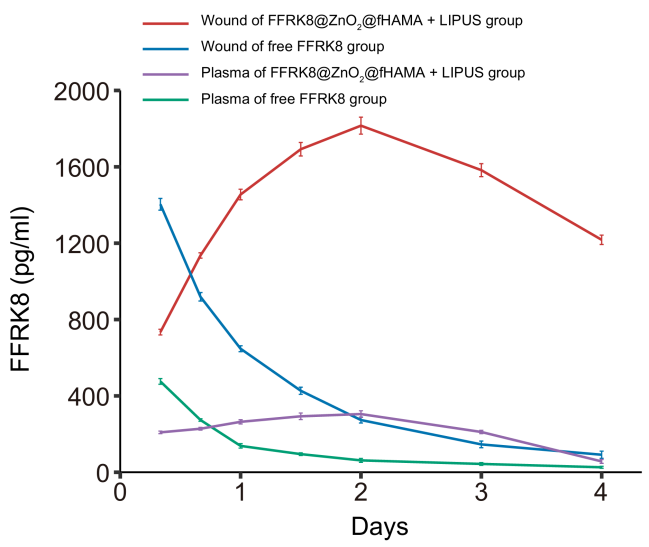 Wound of FFRK8@ZnO₂@fHAMA + LIPUS group
Wound of free FFRK8 group
Plasma of FFRK8@ZnO₂@fHAMA + LIPUS group
Plasma of free FFRK8 group
2000
1600
1200
800
400
0
FFRK8 (pg/ml)
0 1 2 3 4
Days